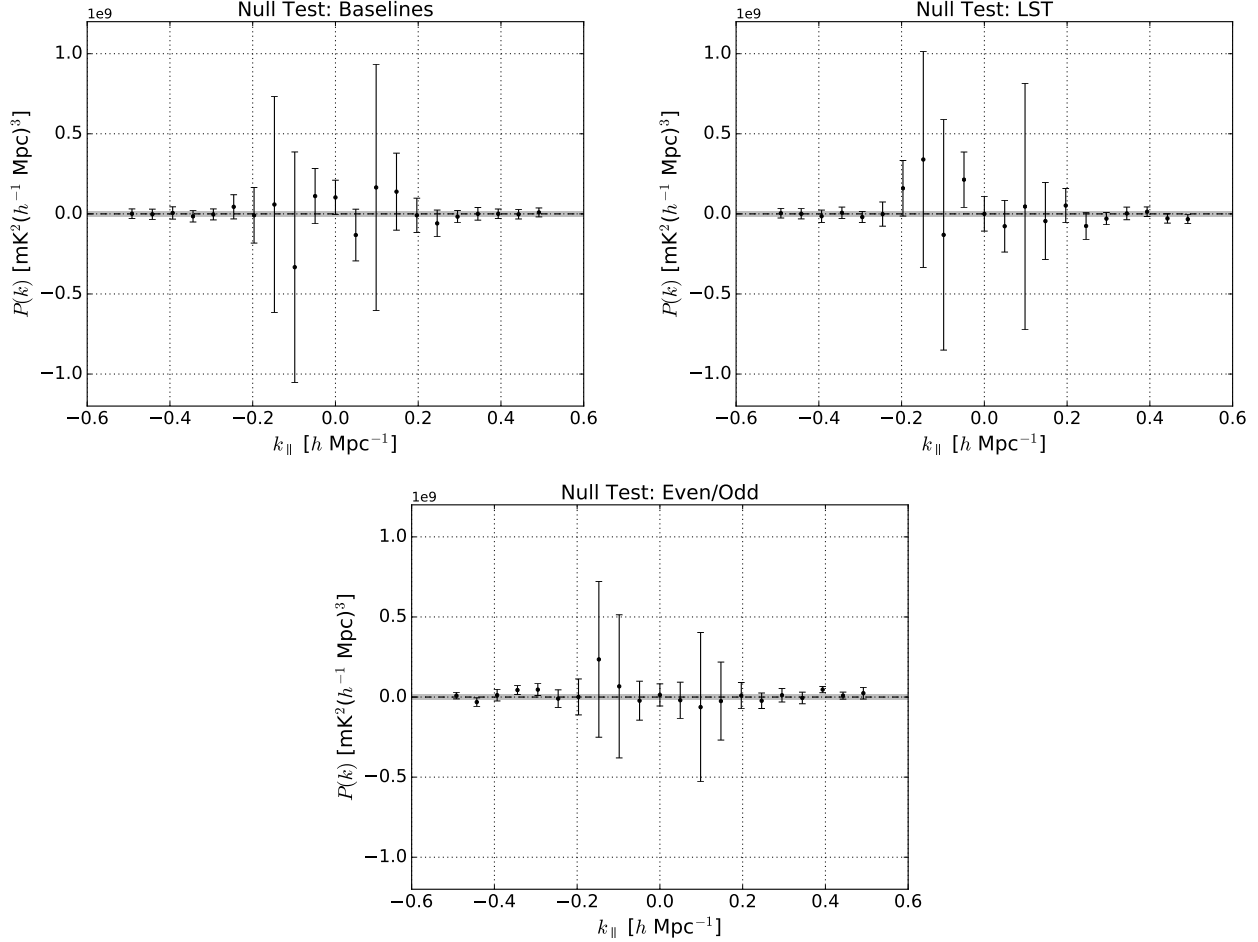 Null Test: Baselines
1e9
1.0
0.5
0.0
−0.5
−1.0
P(k) [mK²(h⁻¹ Mpc)³]
−0.6 −0.4 −0.2 0.0 0.2 0.4 0.6
k∥ [h Mpc⁻¹]
Null Test: LST
1e9
1.0
0.5
0.0
−0.5
−1.0
P(k) [mK²(h⁻¹ Mpc)³]
−0.6 −0.4 −0.2 0.0 0.2 0.4 0.6
k∥ [h Mpc⁻¹]
Null Test: Even/Odd
1e9
1.0
0.5
0.0
−0.5
−1.0
P(k) [mK²(h⁻¹ Mpc)³]
−0.6 −0.4 −0.2 0.0 0.2 0.4 0.6
k∥ [h Mpc⁻¹]